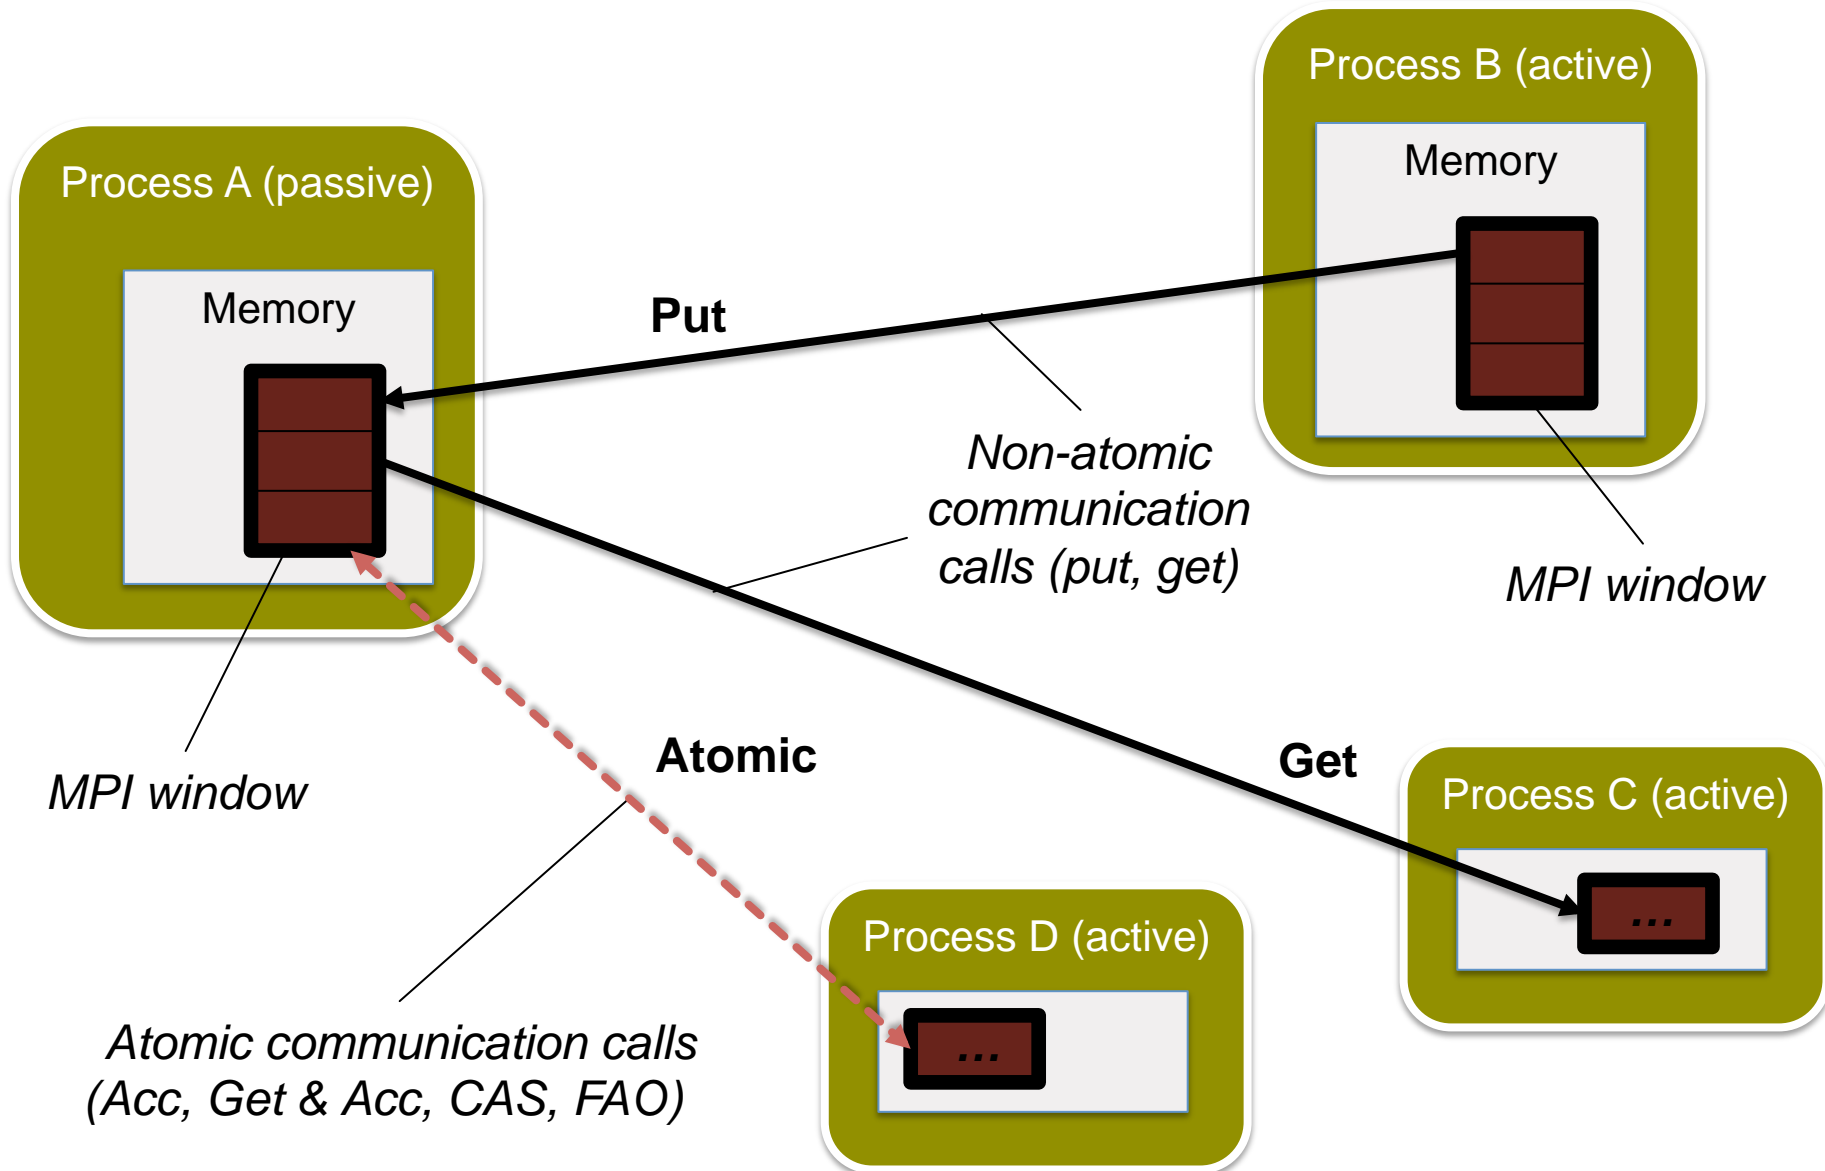 Process B (active)
Memory
Process A (passive)
Memory
Put
Non-atomic
communication
calls (put, get)
MPI window
MPI window
Atomic
Get
Process C (active)
...
Process D (active)
...
Atomic communication calls
(Acc, Get & Acc, CAS, FAO)